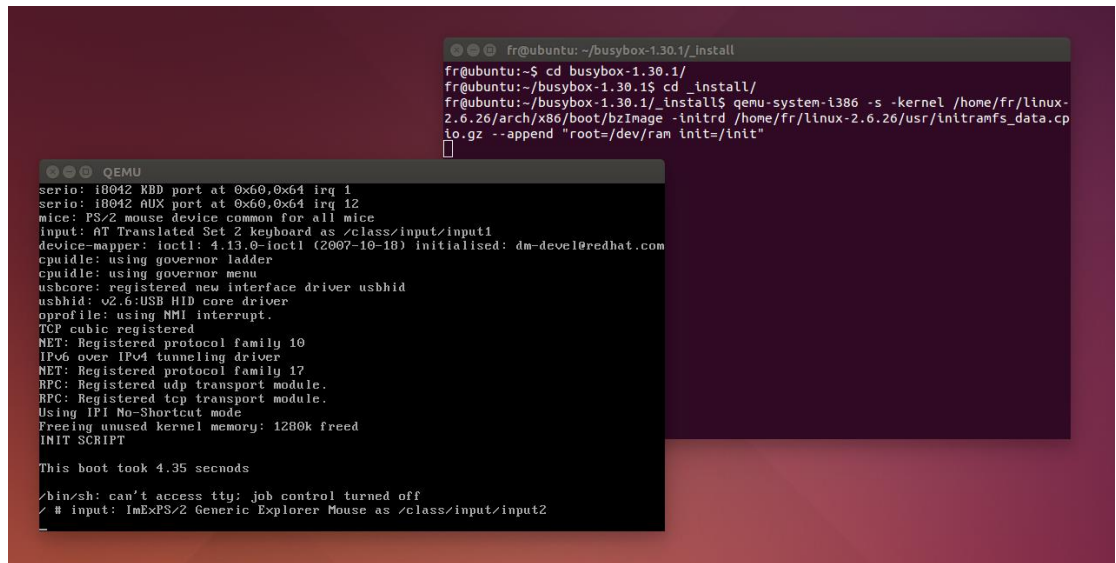 fr@ubuntu: ~/busybox-1.30.1/_install
fr@ubuntu:~$ cd busybox-1.30.1/
fr@ubuntu:~/busybox-1.30.1$ cd _install/
fr@ubuntu:~/busybox-1.30.1/_install$ qemu-system-i386 -s -kernel /home/fr/linux-
2.6.26/arch/x86/boot/bzImage -initrd /home/fr/linux-2.6.26/usr/initramfs_data.cp
io.gz --append "root=/dev/ram init=/init"
QEMU
serio: i8042 KBD port at 0x60,0x64 irq 1
serio: i8042 AUX port at 0x60,0x64 irq 12
mice: PS/2 mouse device common for all mice
input: AT Translated Set 2 keyboard as /class/input/input1
device-mapper: ioctl: 4.13.0-ioctl (2007-10-18) initialised: dm-devel@redhat.com
cpuidle: using governor ladder
cpuidle: using governor menu
usbcore: registered new interface driver usbhid
usbhid: v2.6:USB HID core driver
oprofile: using NMI interrupt.
TCP cubic registered
NET: Registered protocol family 10
IPv6 over IPv4 tunneling driver
NET: Registered protocol family 17
RPC: Registered udp transport module.
RPC: Registered tcp transport module.
Using IPI No-Shortcut mode
Freeing unused kernel memory: 1280k freed
INIT SCRIPT
This boot took 4.35 secnods
/bin/sh: can't access tty; job control turned off
/ # input: ImExPS/2 Generic Explorer Mouse as /class/input/input2